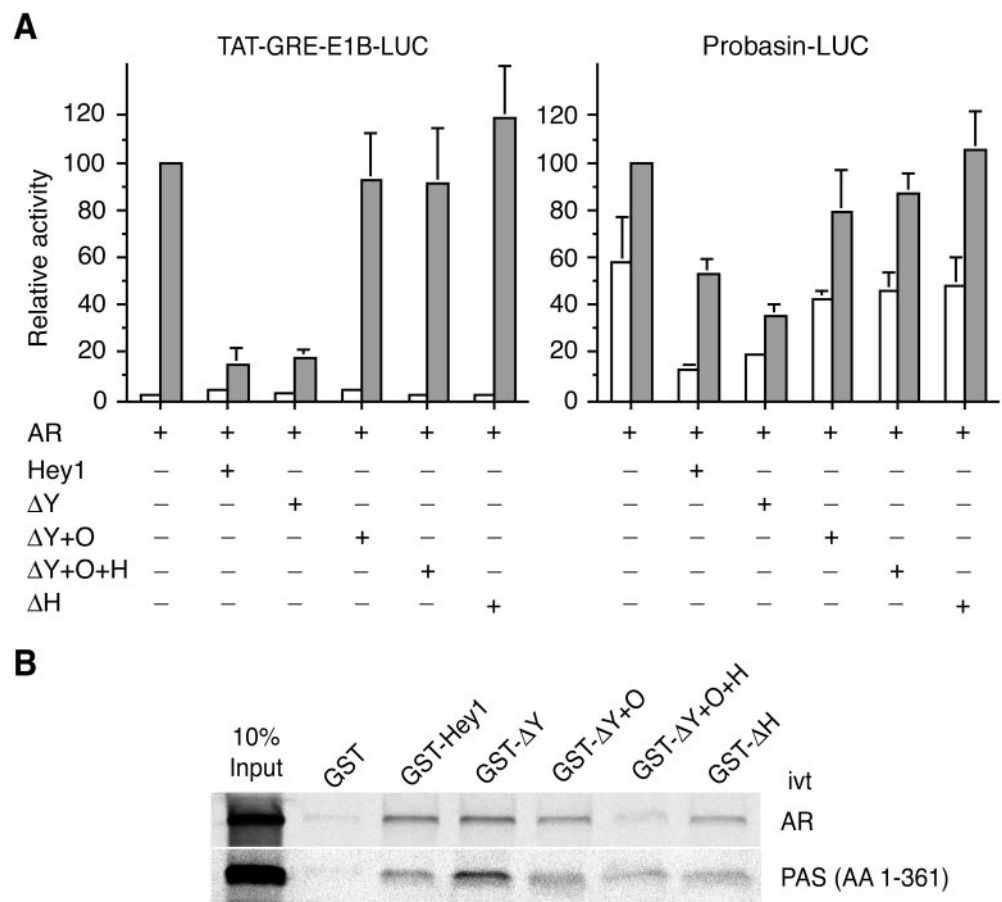 A
TAT-GRE-E1B-LUC
Probasin-LUC
Relative activity
120
100
80
60
40
20
0
120
100
80
60
40
20
0
AR + + + + + + + + + + + +
Hey1 – + – – – – – + – – – –
ΔY – – + – – – – – + – – –
ΔY+O – – – + – – – – – + – –
ΔY+O+H – – – – + – – – – – + –
ΔH – – – – – + – – – – – +
B
10%
Input
GST
GST-Hey1
GST-ΔY
GST-ΔY+O
GST-ΔY+O+H
GST-ΔH
ivt
AR
PAS (AA 1-361)